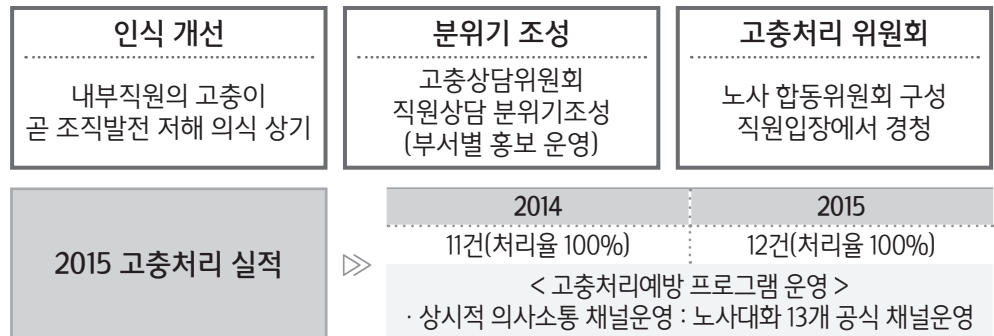 인식 개선
내부직원의 고충이
곧 조직발전 저해 의식 상기
분위기 조성
고충상담위원회
직원상담 분위기조성
(부서별 홍보 운영)
고충처리 위원회
노사 합동위원회 구성
직원입장에서 경청
2015 고충처리 실적
2014 2015
11건(처리율 100%) 12건(처리율 100%)
< 고충처리예방 프로그램 운영 >
· 상시적 의사소통 채널운영 : 노사대화 13개 공식 채널운영